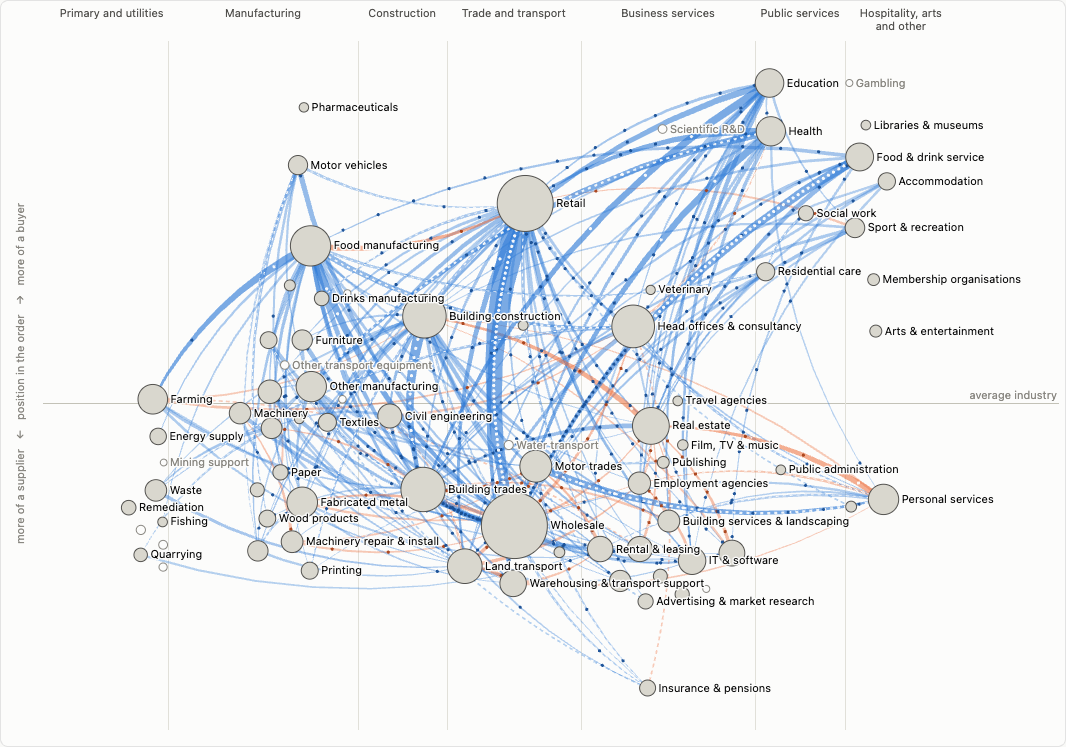 Primary and utilities
Manufacturing
Construction
Trade and transport
Business services
Public services
Hospitality, arts
and other
more of a supplier ← position in the order → more of a buyer
Education
Gambling
Pharmaceuticals
Libraries & museums
Scientific R&D
Health
Food & drink service
Motor vehicles
Accommodation
Retail
Social work
Sport & recreation
Food manufacturing
Residential care
Membership organisations
Veterinary
Drinks manufacturing
Building construction
Head offices & consultancy
Arts & entertainment
Furniture
Other transport equipment
Other manufacturing
average industry
Farming
Travel agencies
Machinery
Civil engineering
Textiles
Real estate
Energy supply
Water transport
Film, TV & music
Mining support
Motor trades
Publishing
Public administration
Paper
Employment agencies
Waste
Building trades
Personal services
Fabricated metal
Remediation
Wood products
Fishing
Wholesale
Building services & landscaping
Machinery repair & install
Rental & leasing
Quarrying
IT & software
Land transport
Printing
Warehousing & transport support
Advertising & market research
Insurance & pensions